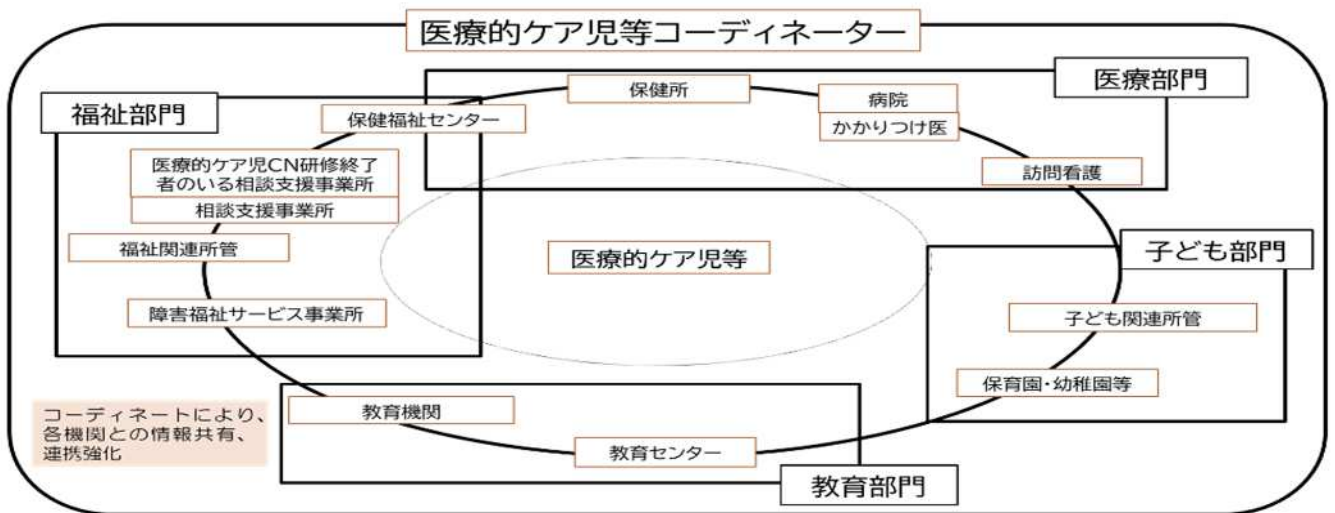 医療的ケア児等コーディネーター
保健所
医療部門
病院
福祉部門
保健福祉センター
かかりつけ医
医療的ケア児CN研修終了
者のいる相談支援事業所
訪問看護
相談支援事業所
福祉関連所管
医療的ケア児等
子ども部門
障害福祉サービス事業所
子ども関連所管
保育園・幼稚園等
コーディネートにより、
各機関との情報共有、
連携強化
教育機関
教育センター
教育部門